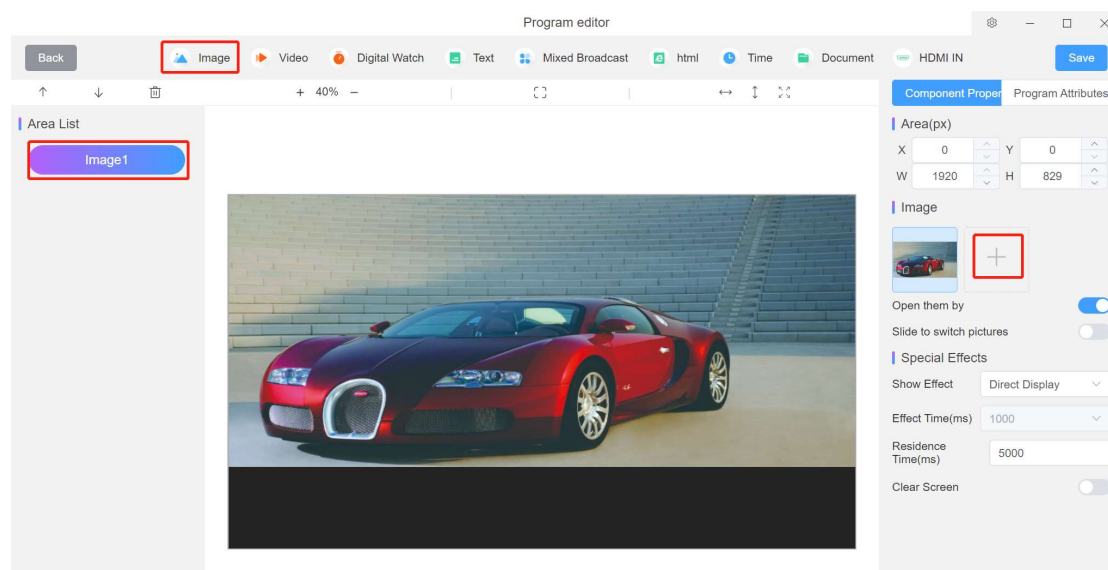 Program editor
Back Image Video Digital Watch Text Mixed Broadcast html Time Document HDMI IN Save
+ 40% −
Component Proper Program Attributes
Area List
Image1
Area(px)
X 0 Y 0
W 1920 H 829
Image
+
Open them by
Slide to switch pictures
Special Effects
Show Effect Direct Display
Effect Time(ms) 1000
Residence
Time(ms) 5000
Clear Screen